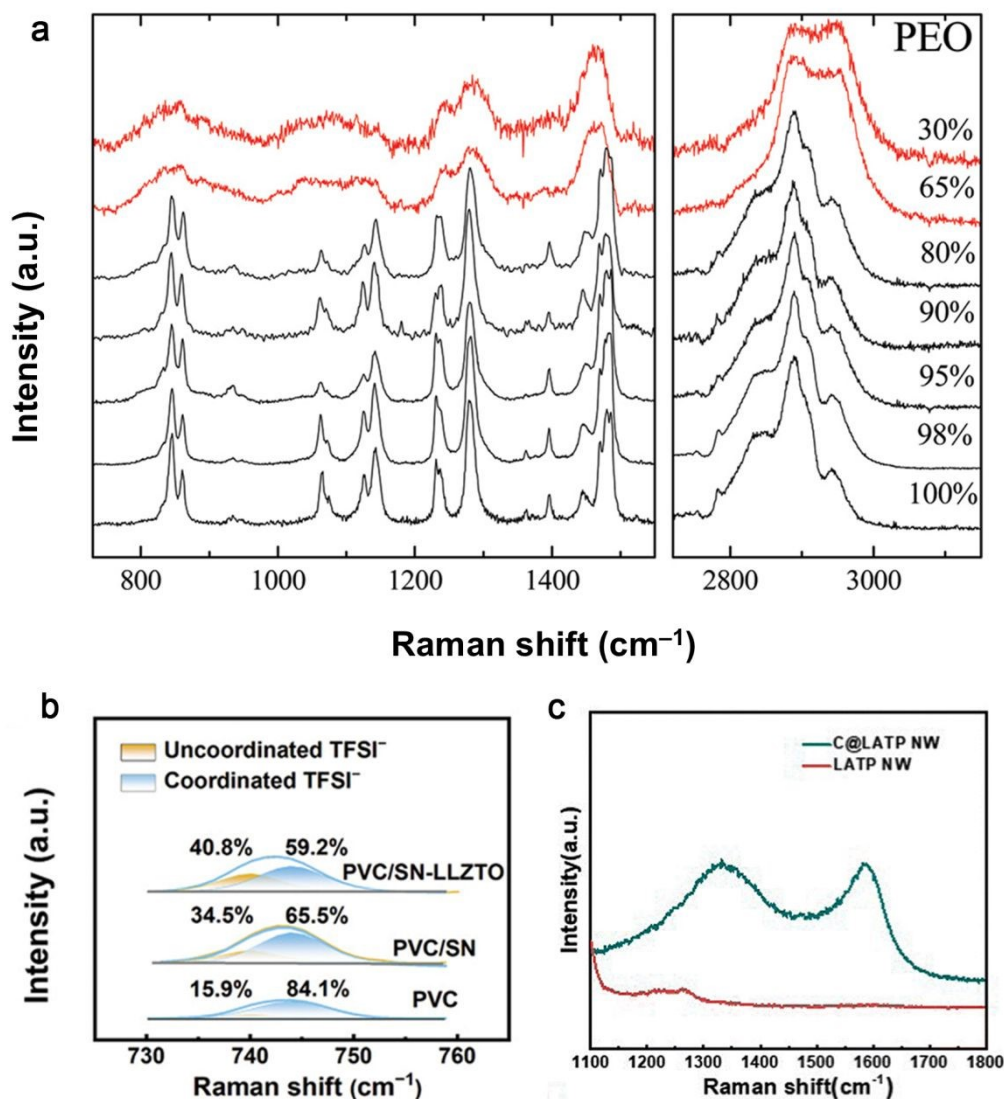 a
Intensity (a.u.)
PEO
30%
65%
80%
90%
95%
98%
100%
800 1000 1200 1400 2800 3000
Raman shift (cm⁻¹)
b
Intensity (a.u.)
Uncoordinated TFSI⁻
Coordinated TFSI⁻
40.8% 59.2%
PVC/SN-LLZTO
34.5% 65.5%
PVC/SN
15.9% 84.1%
PVC
730 740 750 760
Raman shift (cm⁻¹)
c
Intensity(a.u.)
C@LATP NW
LATP NW
1100 1200 1300 1400 1500 1600 1700 1800
Raman shift(cm⁻¹)